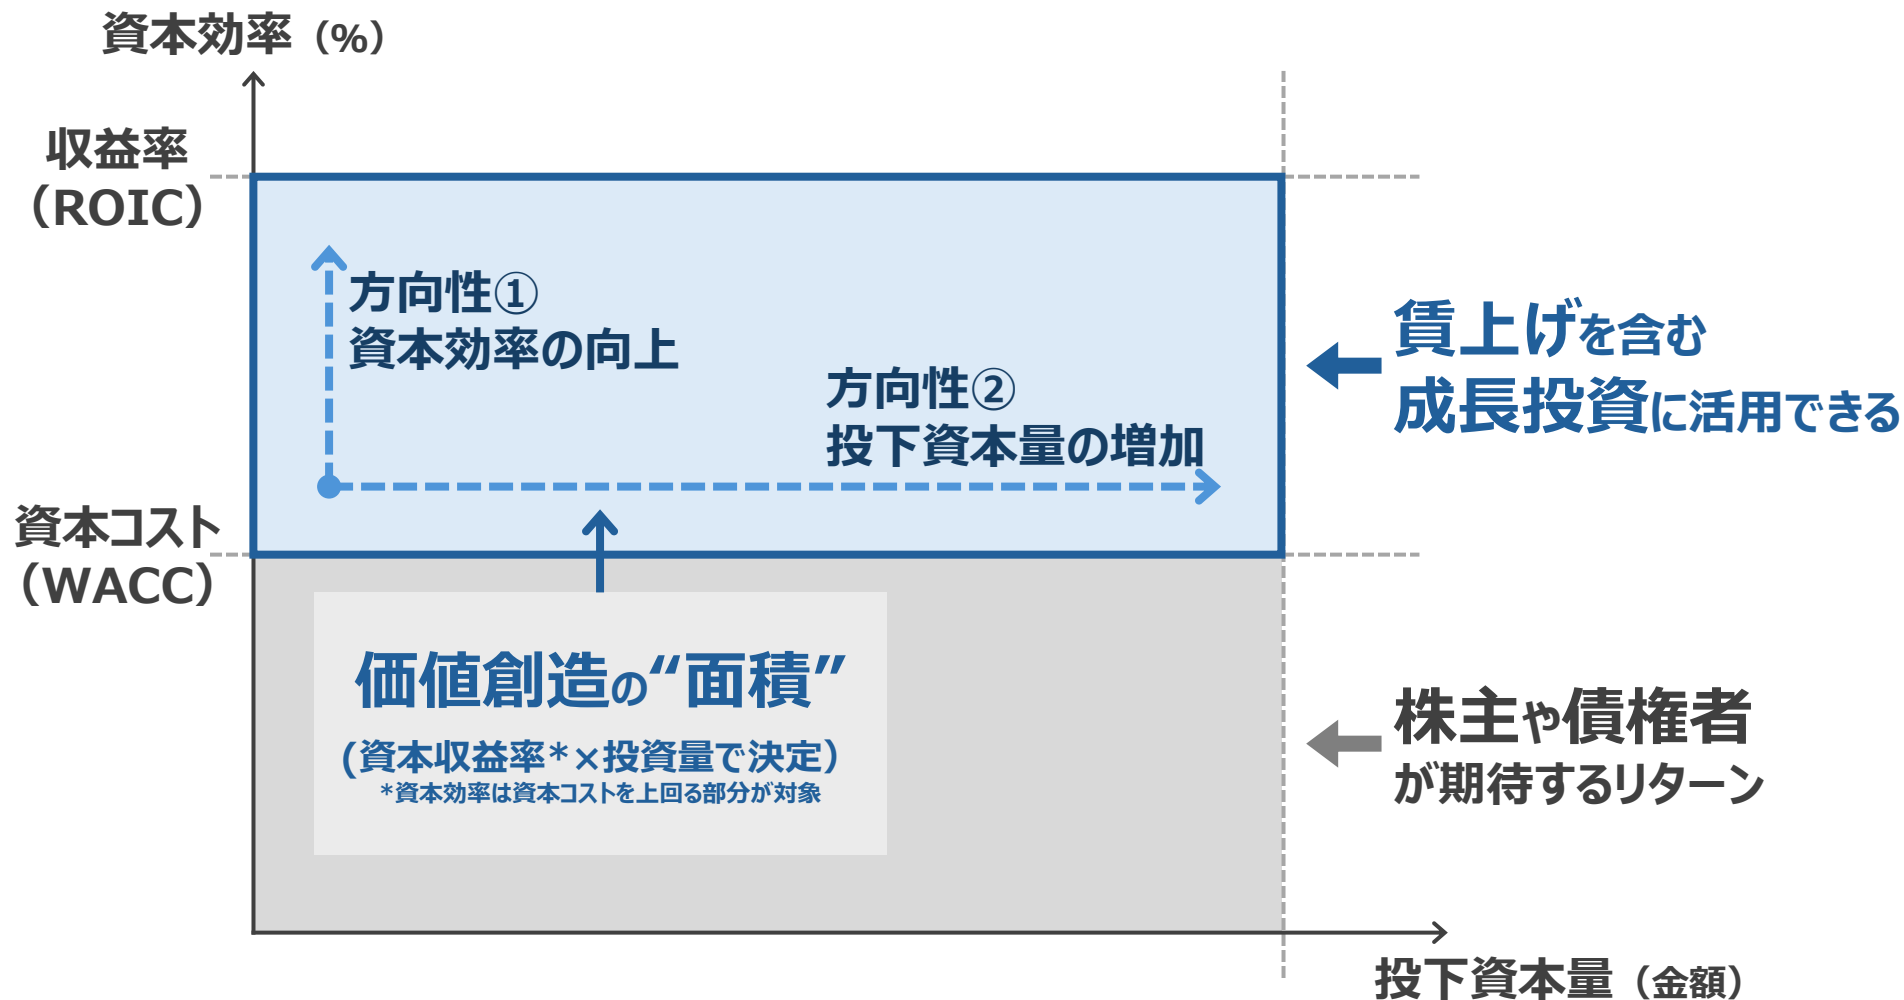 資本効率（%）
収益率
（ROIC）
方向性①
資本効率の向上
方向性②
投下資本量の増加
賃上げを含む
成長投資に活用できる
資本コスト
（WACC）
価値創造の“面積”
(資本収益率*×投資量で決定）
*資本効率は資本コストを上回る部分が対象
株主や債権者
が期待するリターン
投下資本量（金額）